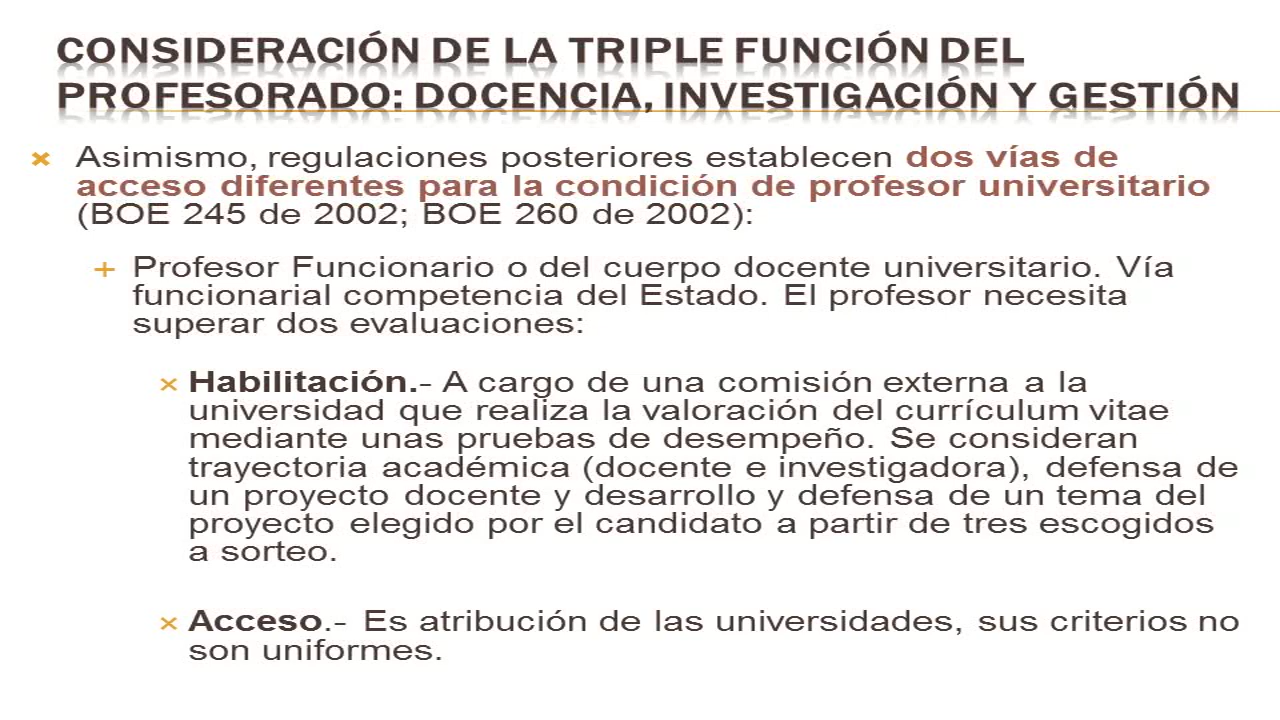 CONSIDERACIÓN DE LA TRIPLE FUNCIÓN DEL
PROFESORADO: DOCENCIA, INVESTIGACIÓN Y GESTIÓN
Asimismo, regulaciones posteriores establecen dos vías de
acceso diferentes para la condición de profesor universitario
(BOE 245 de 2002; BOE 260 de 2002):
Profesor Funcionario o del cuerpo docente universitario. Vía
funcionarial competencia del Estado. El profesor necesita
superar dos evaluaciones:
Habilitación.- A cargo de una comisión externa a la
universidad que realiza la valoración del currículum vitae
mediante unas pruebas de desempeño. Se consideran
trayectoria académica (docente e investigadora), defensa de
un proyecto docente y desarrollo y defensa de un tema del
proyecto elegido por el candidato a partir de tres escogidos
a sorteo.
Acceso.- Es atribución de las universidades, sus criterios no
son uniformes.